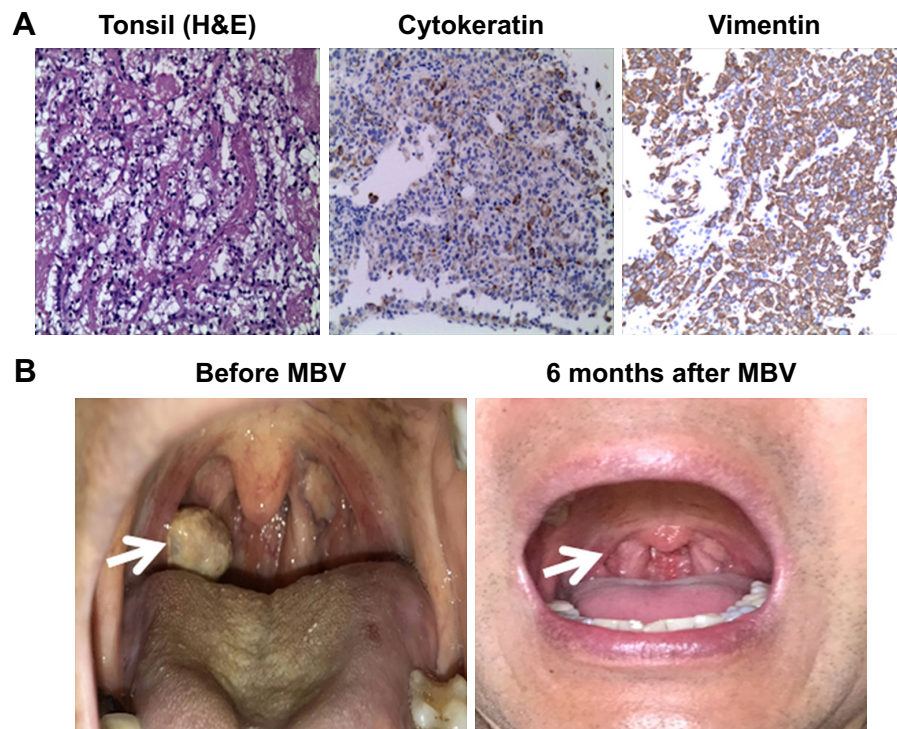 A
Tonsil (H&E)
Cytokeratin
Vimentin
B
Before MBV
6 months after MBV